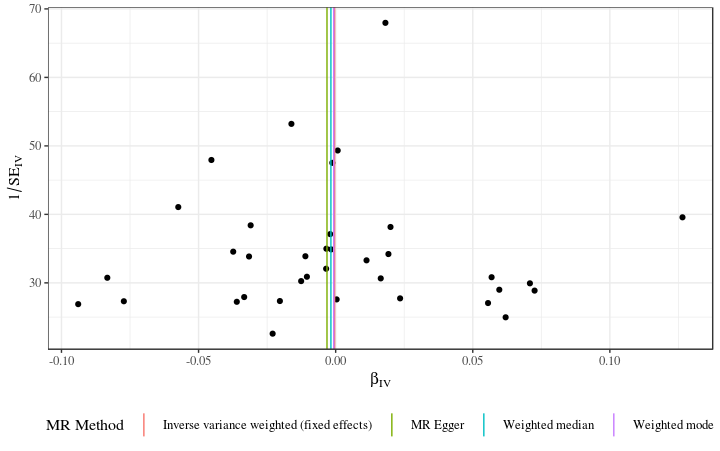 70
60
50
40
30
1/SE_IV
-0.10 -0.05 0.00 0.05 0.10
β_IV
MR Method Inverse variance weighted (fixed effects) MR Egger Weighted median Weighted mode